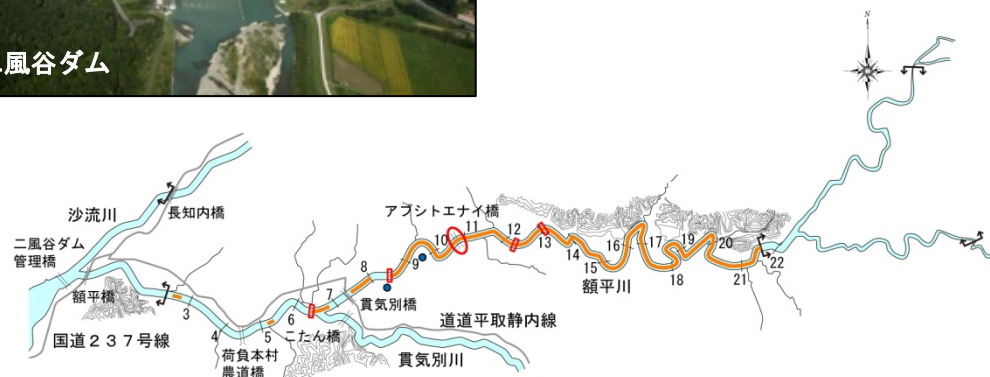 二風谷ダム
N
沙流川
長知内橋
二風谷ダム
管理橋
額平橋
国道237号線
3
4
5
荷負本村
農道橋
6
こたん橋
7
8
貫気別橋
9
10
アブシトエナイ橋
11
12
13
14
15
額平川
16
17
18
19
20
21
22
道道平取静内線
貫気別川